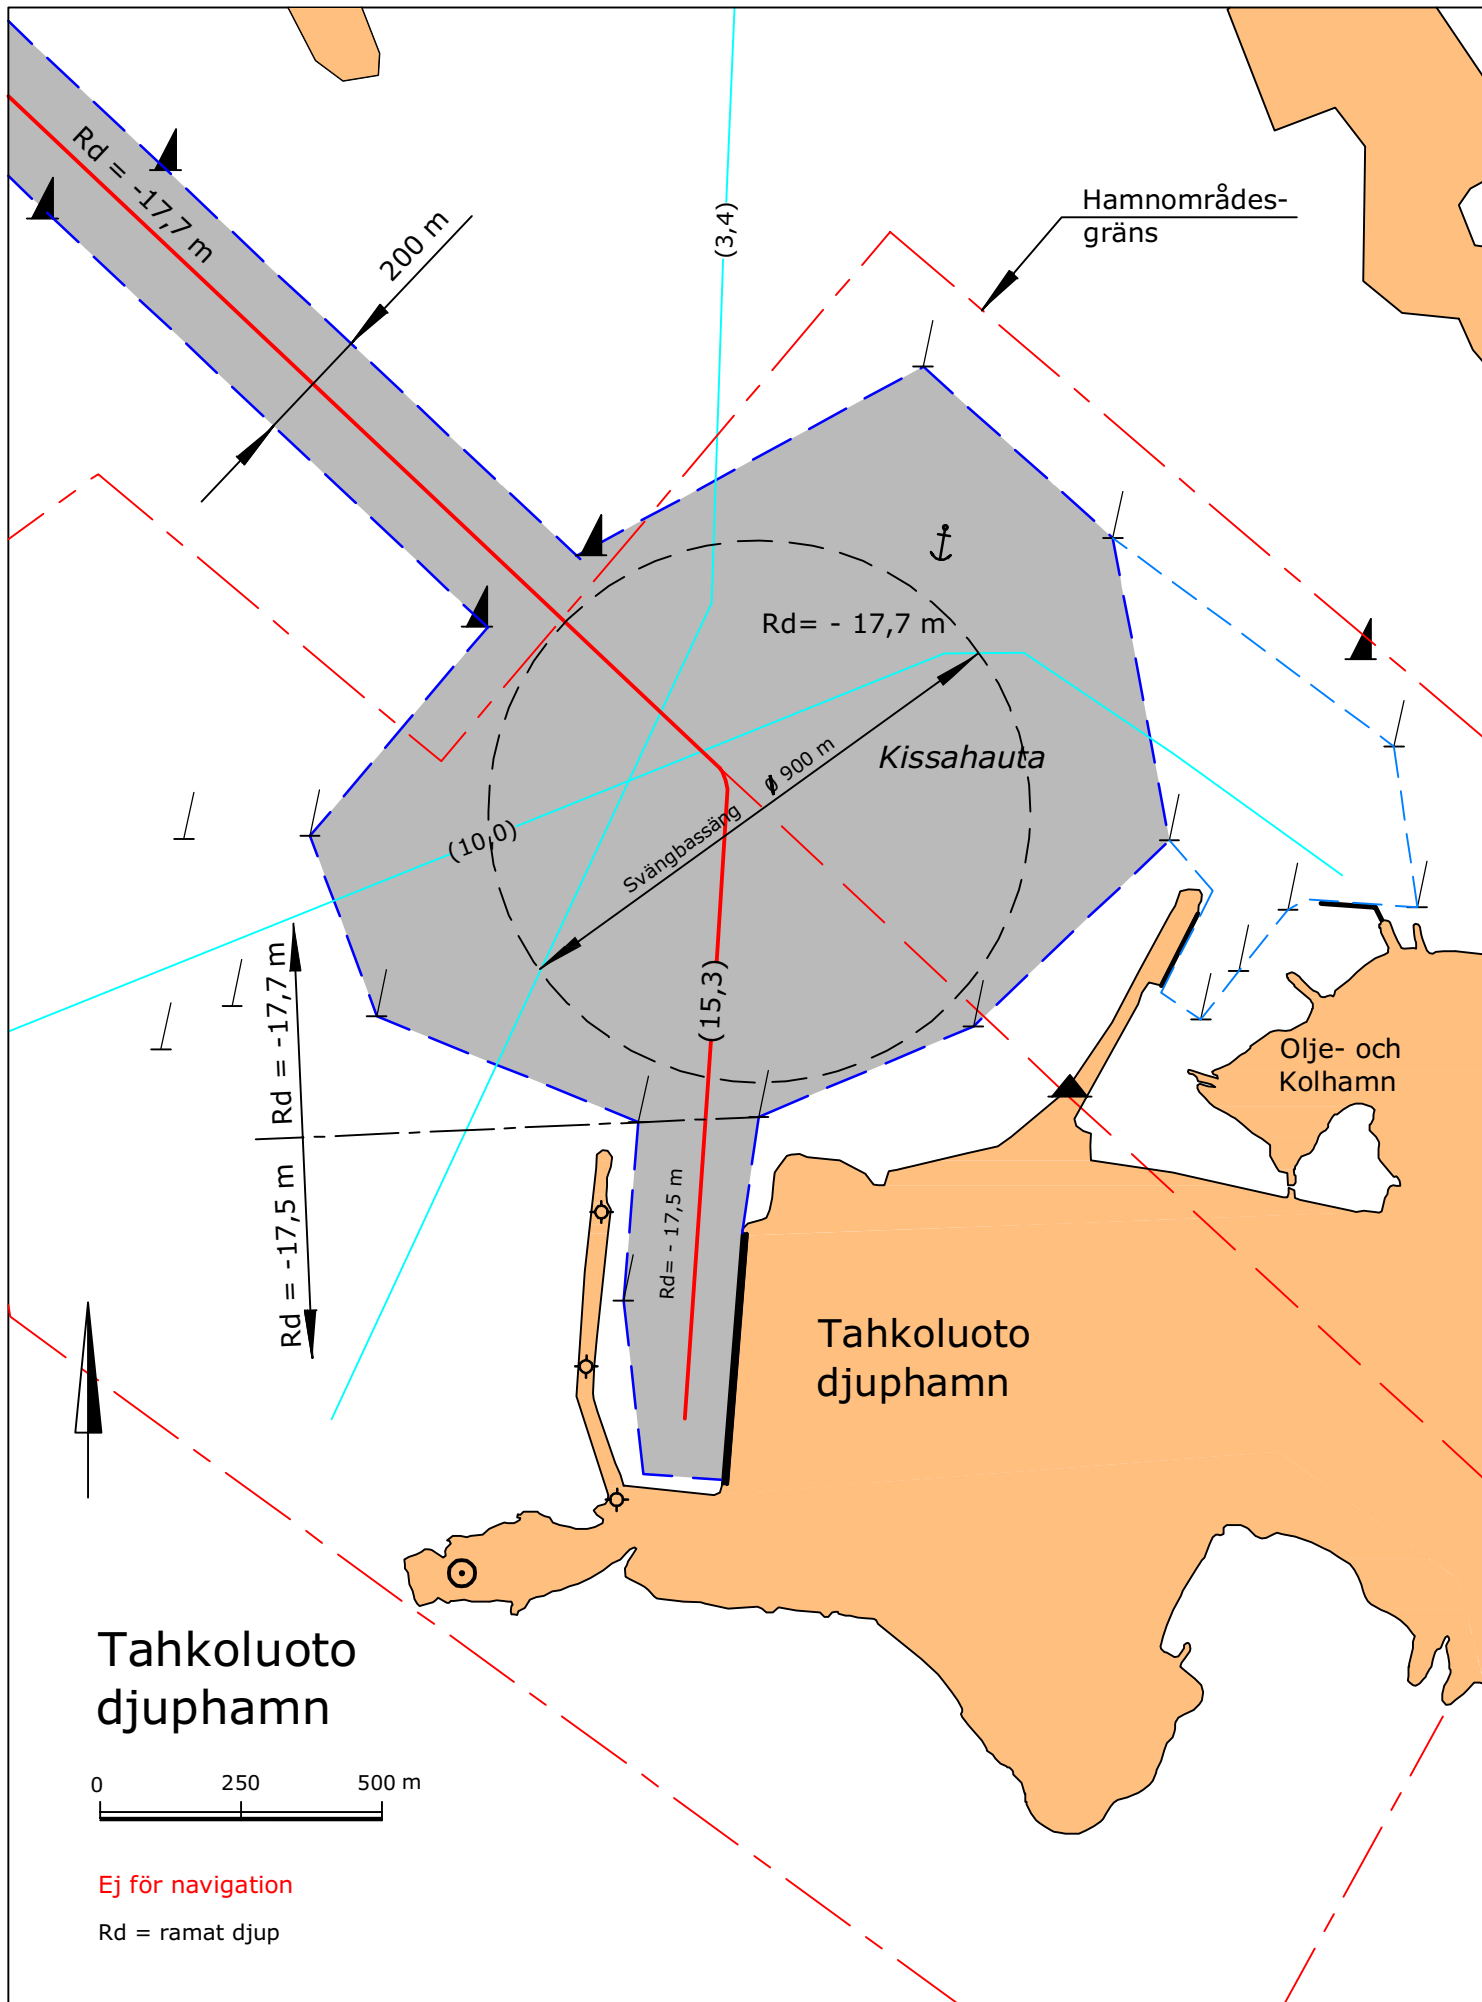 Rd = -17,7 m
200 m
(3,4)
Hamnområdes-
gräns
Rd= - 17,7 m
Kissahauta
Svängbassäng ø 900 m
(10,0)
(15,3)
Rd = -17,7 m
Rd = -17,5 m
Rd= - 17,5 m
Olje- och
Kolhamn
Tahkoluoto
djuphamn
Tahkoluoto
djuphamn
0 250 500 m
Ej för navigation
Rd = ramat djup